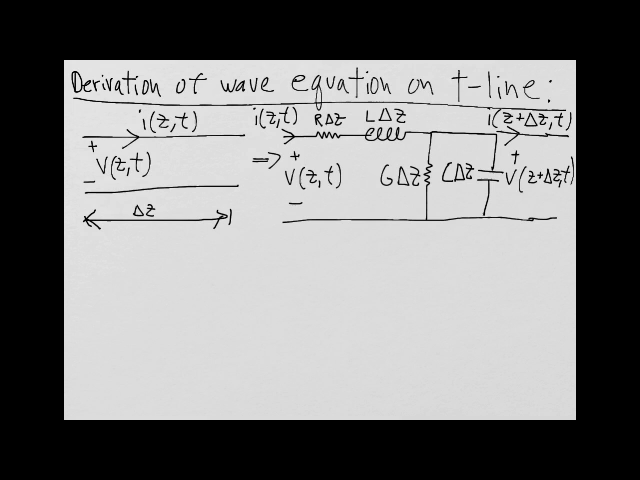 Derivation of wave equation on t-line:
i(z,t) i(z,t) RΔz LΔz i(z+Δz,t)
+ + +
V(z,t) ⇒ V(z,t) GΔz CΔz V(z+Δz,t)
− −
Δz